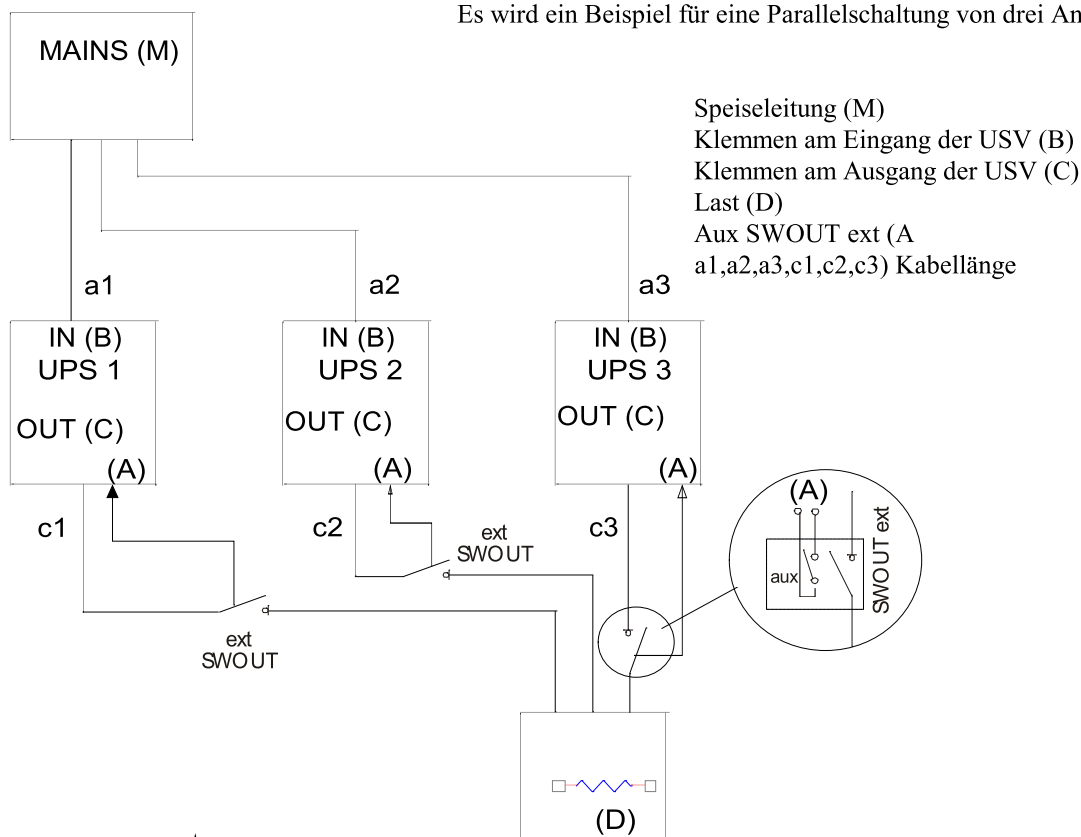 Es wird ein Beispiel für eine Parallelschaltung von drei An
MAINS (M)
Speiseleitung (M)
Klemmen am Eingang der USV (B)
Klemmen am Ausgang der USV (C)
Last (D)
Aux SWOUT ext (A
a1,a2,a3,c1,c2,c3) Kabellänge
a1
a2
a3
IN (B)
UPS 1
OUT (C)
(A)
IN (B)
UPS 2
OUT (C)
(A)
IN (B)
UPS 3
OUT (C)
(A)
c1
c2
c3
ext
SWOUT
ext
SWOUT
(A)
aux
SWOUT ext
(D)